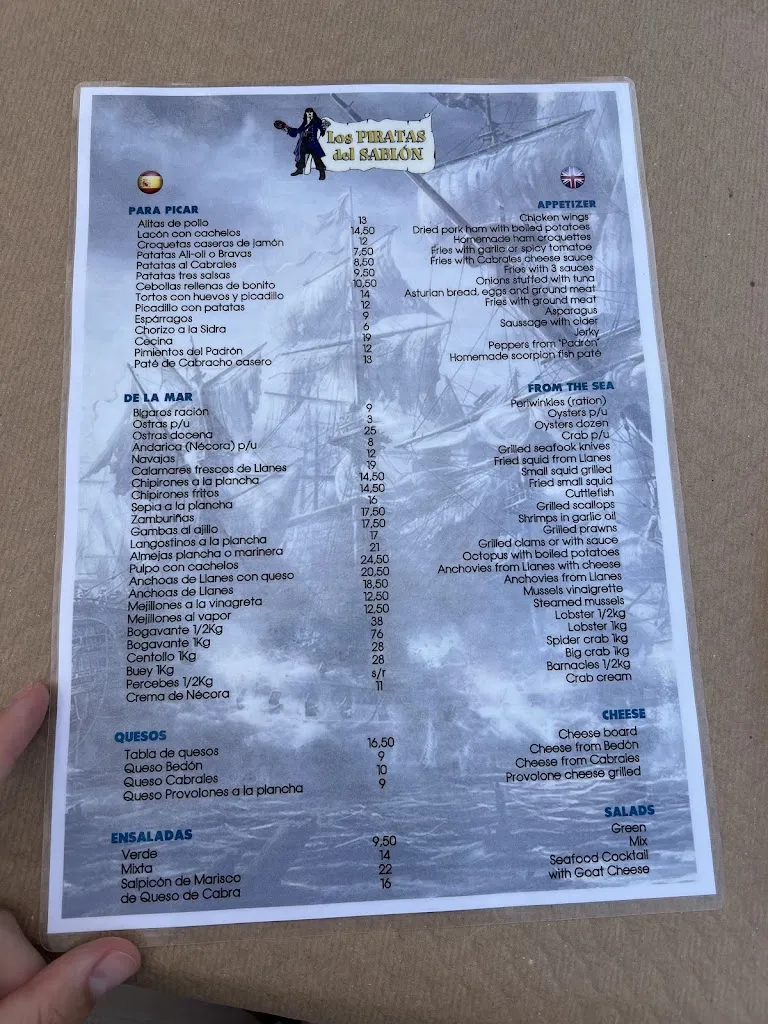 Los PIRATAS
del SABIÓN
PARA PICAR APPETIZER
Alitas de pollo 13 Chicken wings
Lacón con cachelos 14,50 Dried pork ham with boiled potatoes
Croquetas caseras de jamón 12 Homemade ham croquettes
Patatas All-oll o Bravas 7,50 Fries with garlic or spicy tomatoe
Patatas al Cabrales 8,50 Fries with Cabrales cheese sauce
Patatas tres salsas 9,50 Fries with 3 sauces
Cebollas rellenas de bonito 10,50 Onions stuffed with tuna
Tortos con huevos y picadillo 14 Asturian bread, eggs and ground meat
Picadillo con patatas 12 Fries with ground meat
Espárragos 9 Asparagus
Chorizo a la Sidra 6 Saussage with cider
Cecina 19 Jerky
Pimientos del Padrón 12 Peppers from "Padrón"
Paté de Cabracho casero 13 Homemade scorpion fish paté
DE LA MAR FROM THE SEA
Bigaros ración 9 Periwinkles (ration)
Ostras p/u 3 Oysters p/u
Ostras docena 25 Oysters dozen
Andarica (Nécora) p/u 8 Crab p/u
Navajas 12 Grilled seafook knives
Calamares frescos de Llanes 19 Fried squid from Llanes
Chipirones a la plancha 14,50 Small squid grilled
Chipirones fritos 14,50 Fried small squid
Sepia a la plancha 16 Cuttlefish
Zamburiñas 17,50 Grilled scallops
Gambas al ajillo 17,50 Shrimps in garlic oil
Langostinos a la plancha 17 Grilled prawns
Almejas plancha o marinera 21 Grilled clams or with sauce
Pulpo con cachelos 24,50 Octopus with boiled potatoes
Anchoas de Llanes con queso 20,50 Anchovies from Llanes with cheese
Anchoas de Llanes 18,50 Anchovies from Llanes
Mejillones a la vinagreta 12,50 Mussels vinaigrette
Mejillones al vapor 12,50 Steamed mussels
Bogavante 1/2Kg 38 Lobster 1/2kg
Bogavante 1Kg 76 Lobster 1kg
Centollo 1Kg 28 Spider crab 1kg
Buey 1Kg 28 Big crab 1kg
Percebes 1/2Kg s/r Barnacles 1/2kg
Crema de Nécora 11 Crab cream
QUESOS CHEESE
Tabla de quesos 16,50 Cheese board
Queso Bedón 9 Cheese from Bedón
Queso Cabrales 10 Cheese from Cabrales
Queso Provolones a la plancha 9 Provolone cheese grilled
ENSALADAS SALADS
Verde 9,50 Green
Mixta 14 Mix
Salpicón de Marisco 22 Seafood Cocktail
de Queso de Cabra 16 with Goat Cheese